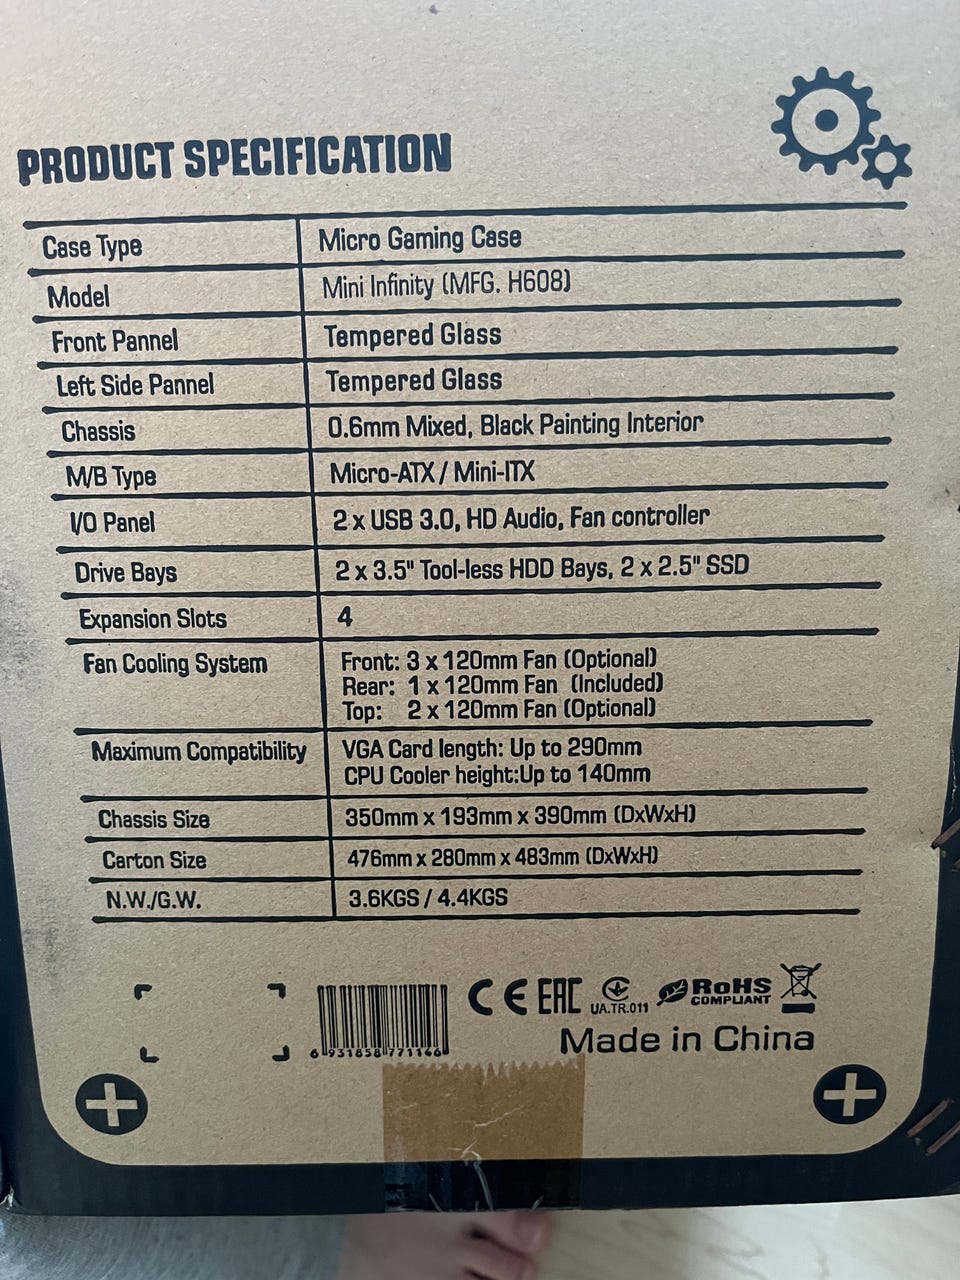 PRODUCT SPECIFICATION
Case Type Micro Gaming Case
Model Mini Infinity (MFG. H608)
Front Pannel Tempered Glass
Left Side Pannel Tempered Glass
Chassis 0.6mm Mixed, Black Painting Interior
M/B Type Micro-ATX / Mini-ITX
I/O Panel 2 x USB 3.0, HD Audio, Fan controller
Drive Bays 2 x 3.5" Tool-less HDD Bays, 2 x 2.5" SSD
Expansion Slots 4
Fan Cooling System Front: 3 x 120mm Fan (Optional)
Rear: 1 x 120mm Fan (Included)
Top: 2 x 120mm Fan (Optional)
Maximum Compatibility VGA Card length: Up to 290mm
CPU Cooler height:Up to 140mm
Chassis Size 350mm x 193mm x 390mm (DxWxH)
Carton Size 476mm x 280mm x 483mm (DxWxH)
N.W./G.W. 3.6KGS / 4.4KGS
CE EAC UA.TR.011 RoHS
COMPLIANT
6 931858 771166
Made in China